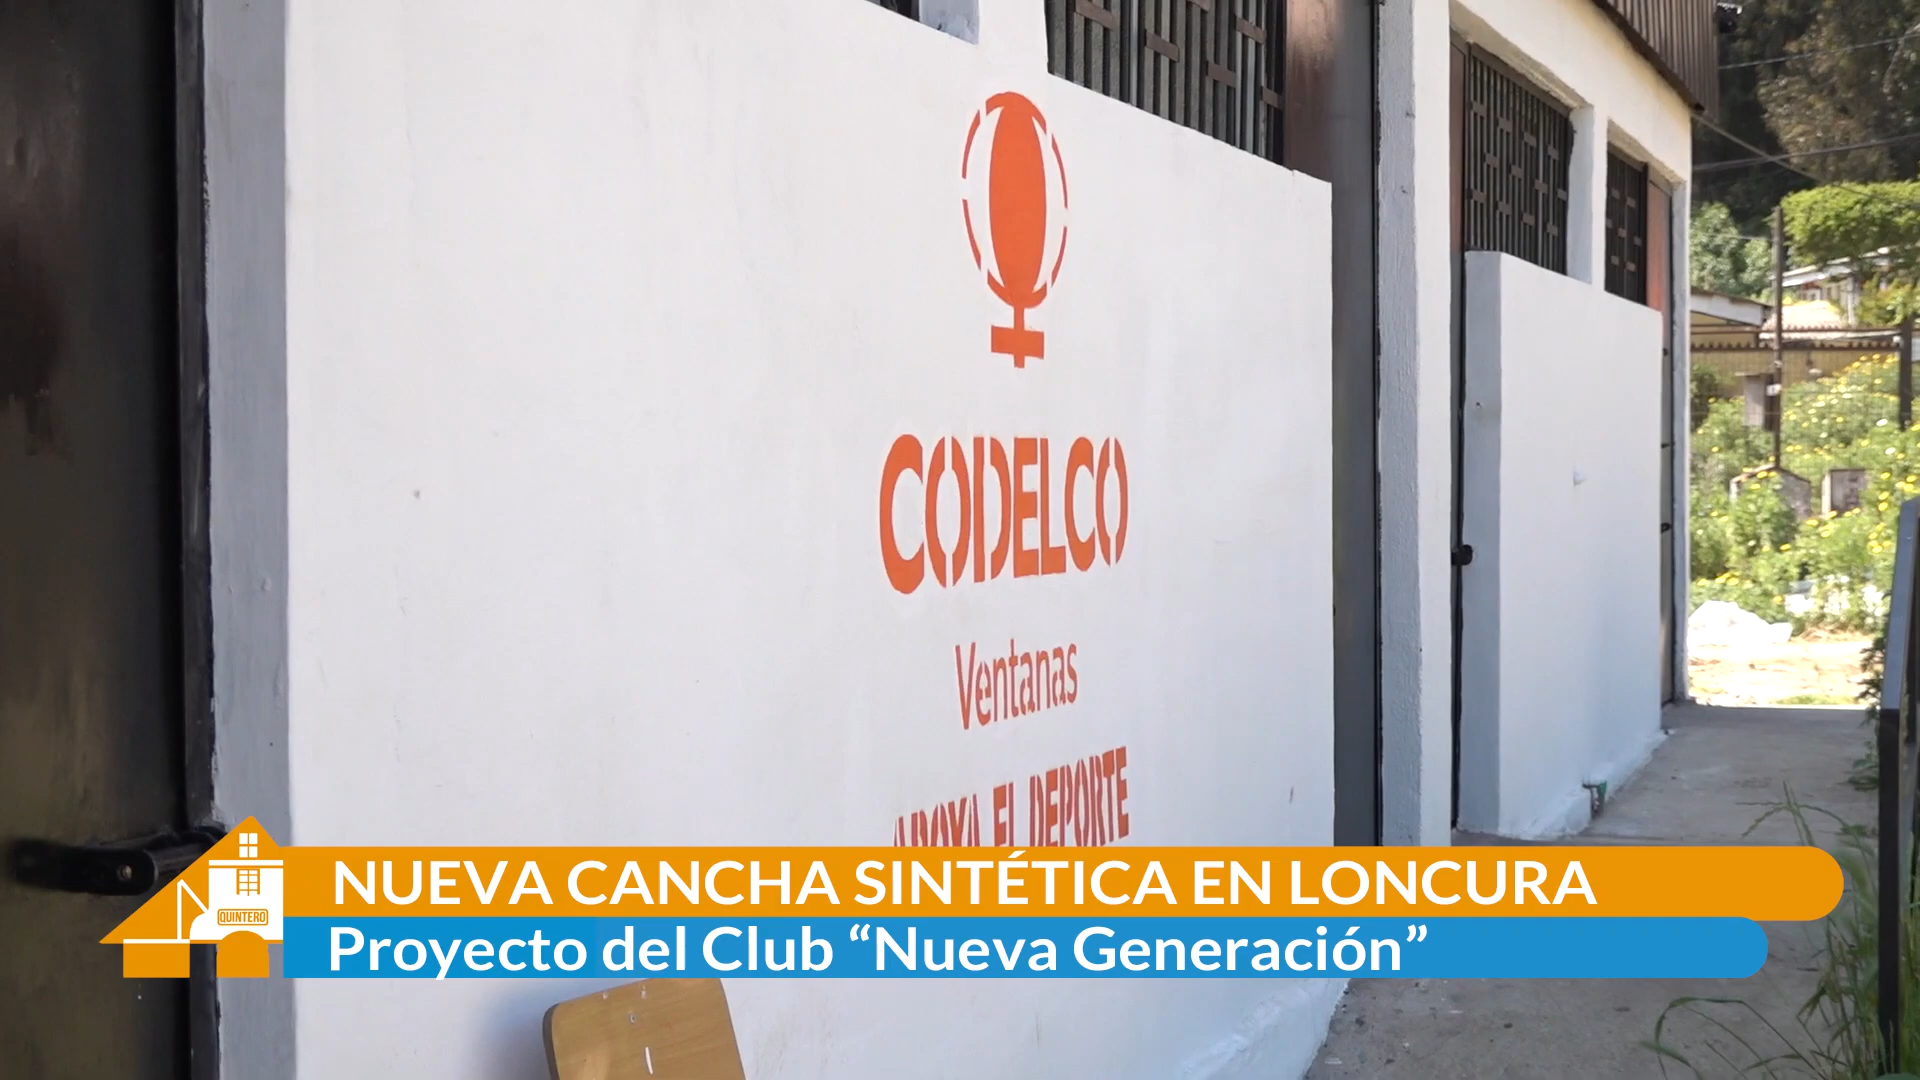 CODELCO
Ventanas
APOYA EL DEPORTE
QUINTERO
NUEVA CANCHA SINTÉTICA EN LONCURA
Proyecto del Club “Nueva Generación”